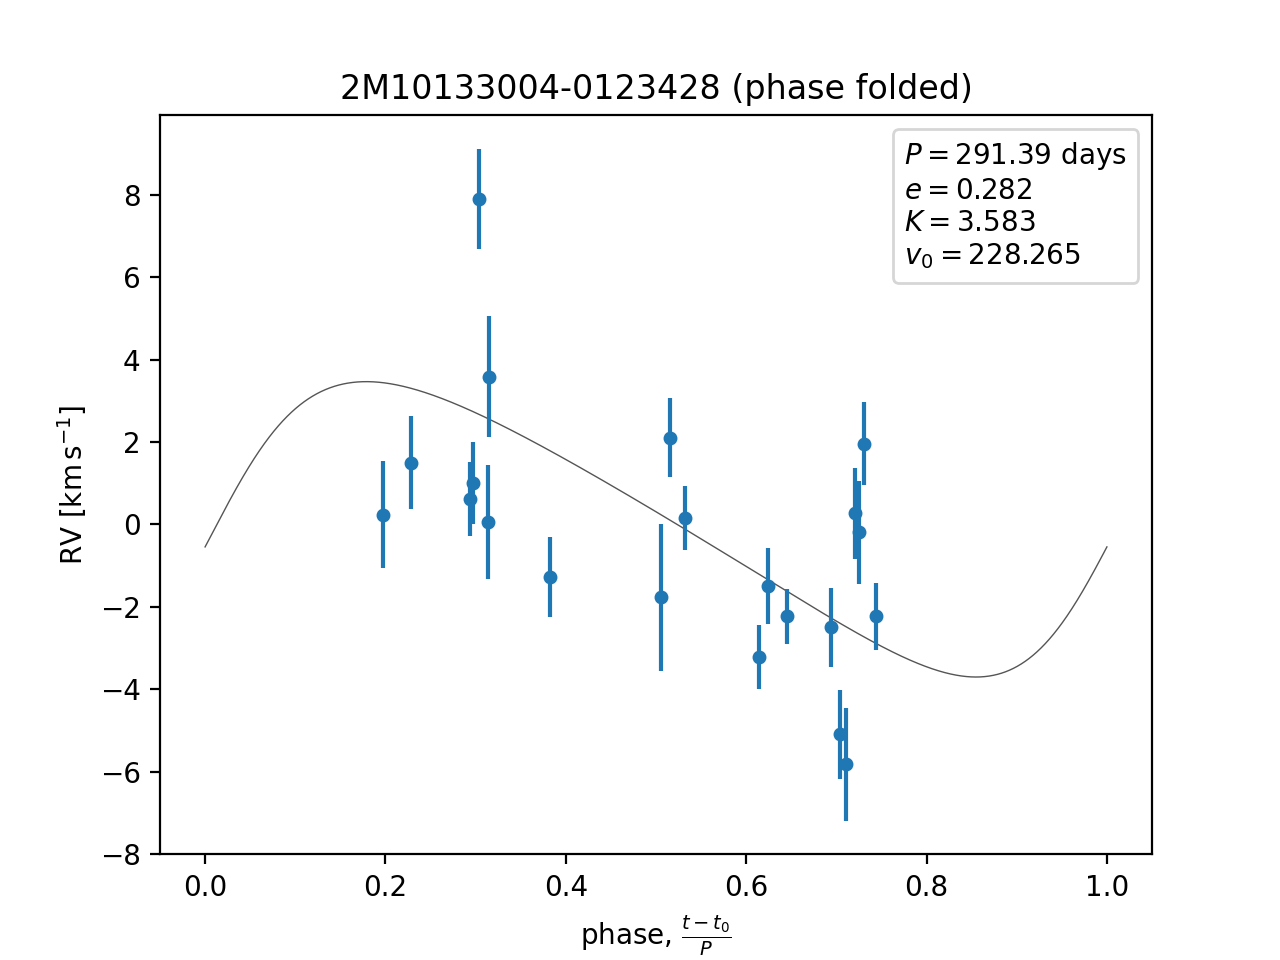 2M10133004-0123428 (phase folded)
P = 291.39 days
e = 0.282
K = 3.583
v₀ = 228.265
RV [km s⁻¹]
8
6
4
2
0
−2
−4
−6
−8
0.0 0.2 0.4 0.6 0.8 1.0
phase, (t − t₀)/P